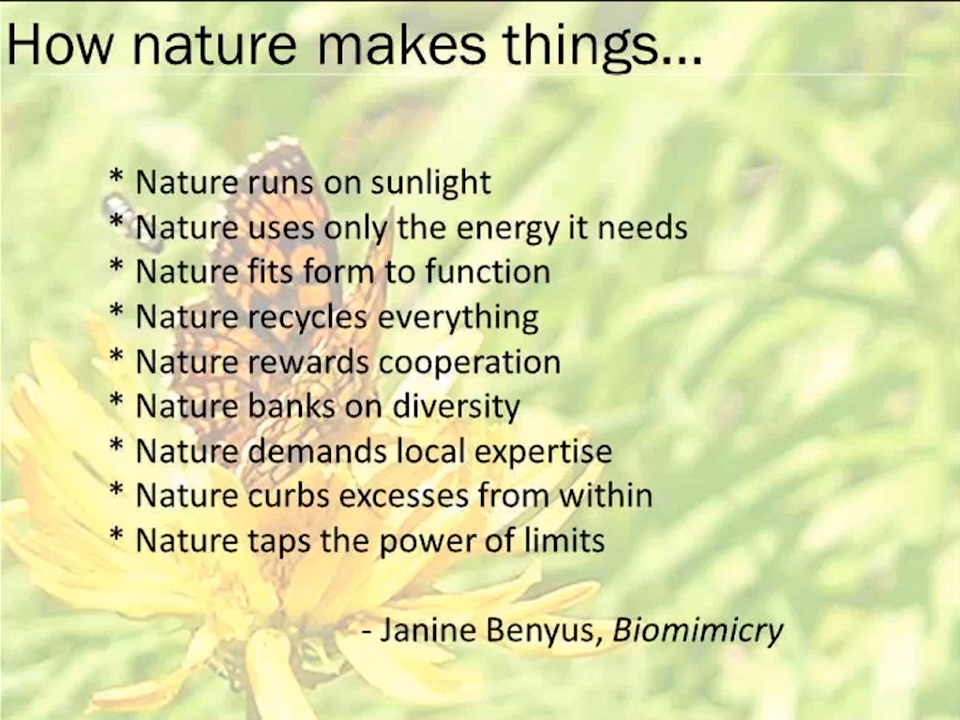 How nature makes things...
* Nature runs on sunlight
* Nature uses only the energy it needs
* Nature fits form to function
* Nature recycles everything
* Nature rewards cooperation
* Nature banks on diversity
* Nature demands local expertise
* Nature curbs excesses from within
* Nature taps the power of limits
- Janine Benyus, Biomimicry